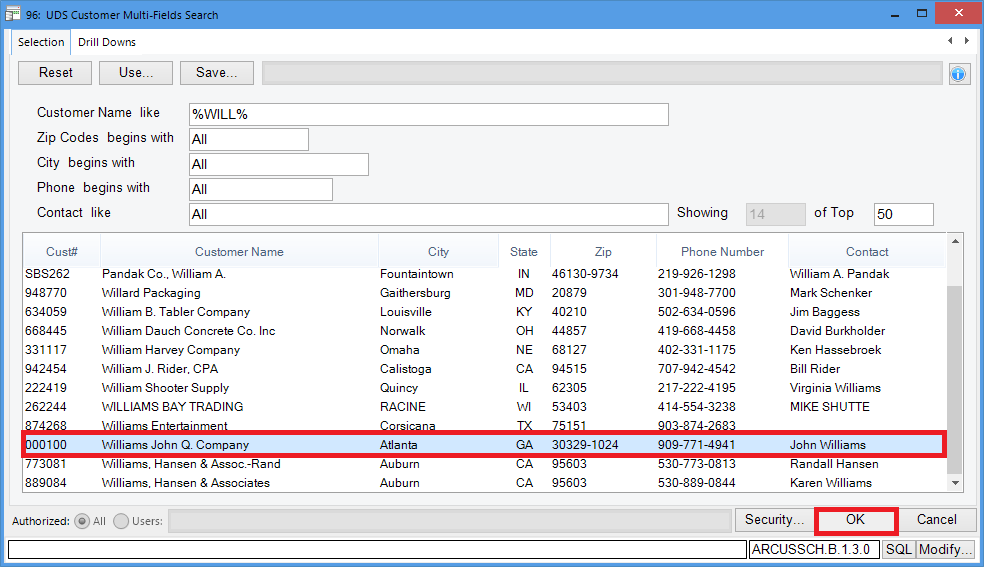 96: UDS Customer Multi-Fields Search
Selection Drill Downs
Reset Use... Save...
Customer Name like %WILL%
Zip Codes begins with All
City begins with All
Phone begins with All
Contact like All Showing 14 of Top 50
Cust# Customer Name City State Zip Phone Number Contact
SBS262 Pandak Co., William A. Fountaintown IN 46130-9734 219-926-1298 William A. Pandak
948770 Willard Packaging Gaithersburg MD 20879 301-948-7700 Mark Schenker
634059 William B. Tabler Company Louisville KY 40210 502-634-0596 Jim Baggess
668445 William Dauch Concrete Co. Inc Norwalk OH 44857 419-668-4458 David Burkholder
331117 William Harvey Company Omaha NE 68127 402-331-1175 Ken Hassebroek
942454 William J. Rider, CPA Calistoga CA 94515 707-942-4542 Bill Rider
222419 William Shooter Supply Quincy IL 62305 217-222-4195 Virginia Williams
262244 WILLIAMS BAY TRADING RACINE WI 53403 414-554-3238 MIKE SHUTTE
874268 Williams Entertainment Corsicana TX 75151 903-874-2683
000100 Williams John Q. Company Atlanta GA 30329-1024 909-771-4941 John Williams
773081 Williams, Hansen & Assoc.-Rand Auburn CA 95603 530-773-0813 Randall Hansen
889084 Williams, Hansen & Associates Auburn CA 95603 530-889-0844 Karen Williams
Authorized: All Users: Security... OK Cancel
ARCUSSCH.B.1.3.0 SQL Modify...